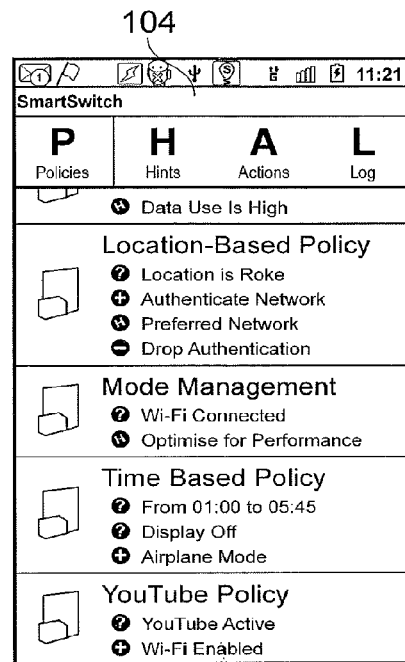 104
1 S 11:21
SmartSwitch
P H A L
Policies Hints Actions Log
Data Use Is High
Location-Based Policy
? Location is Roke
+ Authenticate Network
Preferred Network
− Drop Authentication
Mode Management
? Wi-Fi Connected
Optimise for Performance
Time Based Policy
? From 01:00 to 05:45
? Display Off
+ Airplane Mode
YouTube Policy
? YouTube Active
+ Wi-Fi Enabled